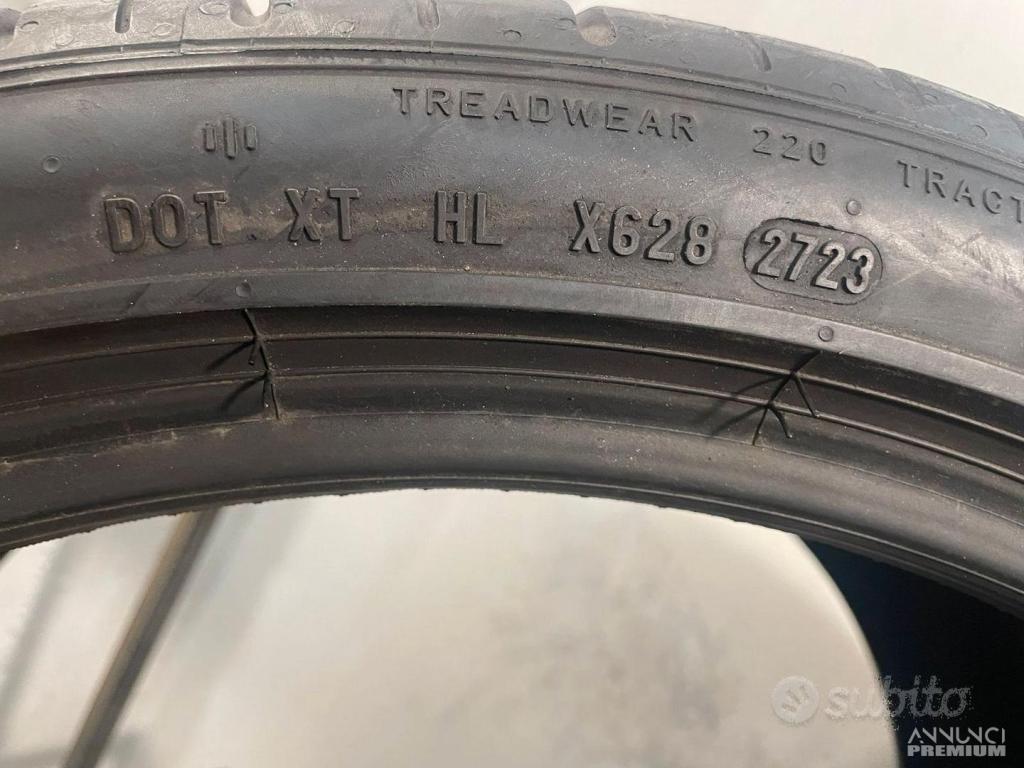 TREADWEAR 220 TRACT
DOT XT HL X628 2723
subito
ANNUNCI
PREMIUM